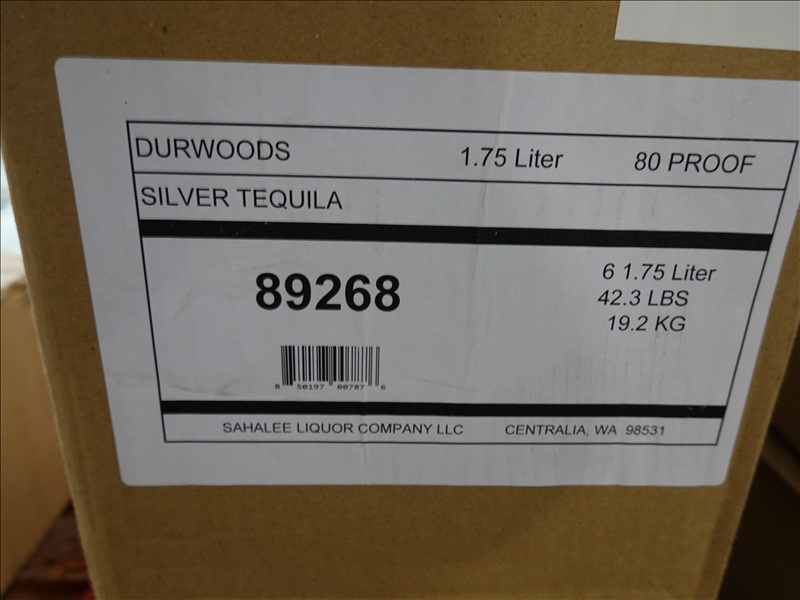 DURWOODS 1.75 Liter 80 PROOF
SILVER TEQUILA
89268
6 1.75 Liter
42.3 LBS
19.2 KG
8 50197 00787 6
SAHALEE LIQUOR COMPANY LLC CENTRALIA, WA 98531